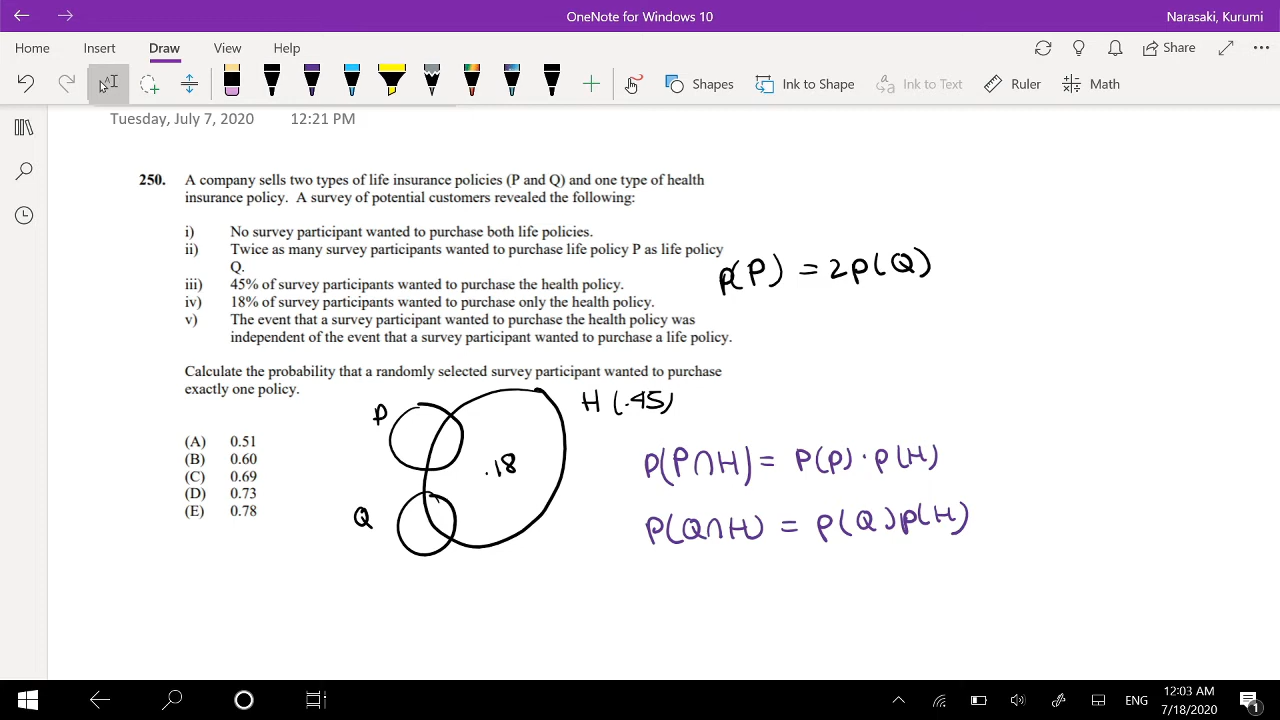 OneNote for Windows 10
Narasaki, Kurumi
Home Insert Draw View Help Share
Shapes Ink to Shape Ink to Text Ruler Math
Tuesday, July 7, 2020 12:21 PM
250. A company sells two types of life insurance policies (P and Q) and one type of health
insurance policy. A survey of potential customers revealed the following:
i) No survey participant wanted to purchase both life policies.
ii) Twice as many survey participants wanted to purchase life policy P as life policy
Q.
P(P) = 2P(Q)
iii) 45% of survey participants wanted to purchase the health policy.
iv) 18% of survey participants wanted to purchase only the health policy.
v) The event that a survey participant wanted to purchase the health policy was
independent of the event that a survey participant wanted to purchase a life policy.
Calculate the probability that a randomly selected survey participant wanted to purchase
exactly one policy.
P
H (.45)
(A) 0.51
(B) 0.60
(C) 0.69
(D) 0.73
(E) 0.78
.18
Q
P(P∩H) = P(P)·P(H)
P(Q∩H) = P(Q)P(H)
ENG
12:03 AM
7/18/2020
1